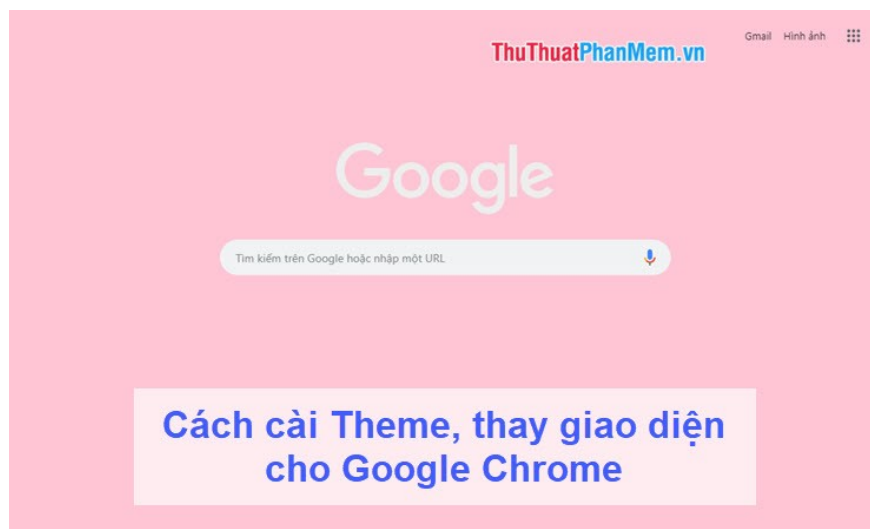 ThuThuatPhanMem.vn
Gmail Hình ảnh
Google
Tìm kiếm trên Google hoặc nhập một URL
Cách cài Theme, thay giao diện
cho Google Chrome